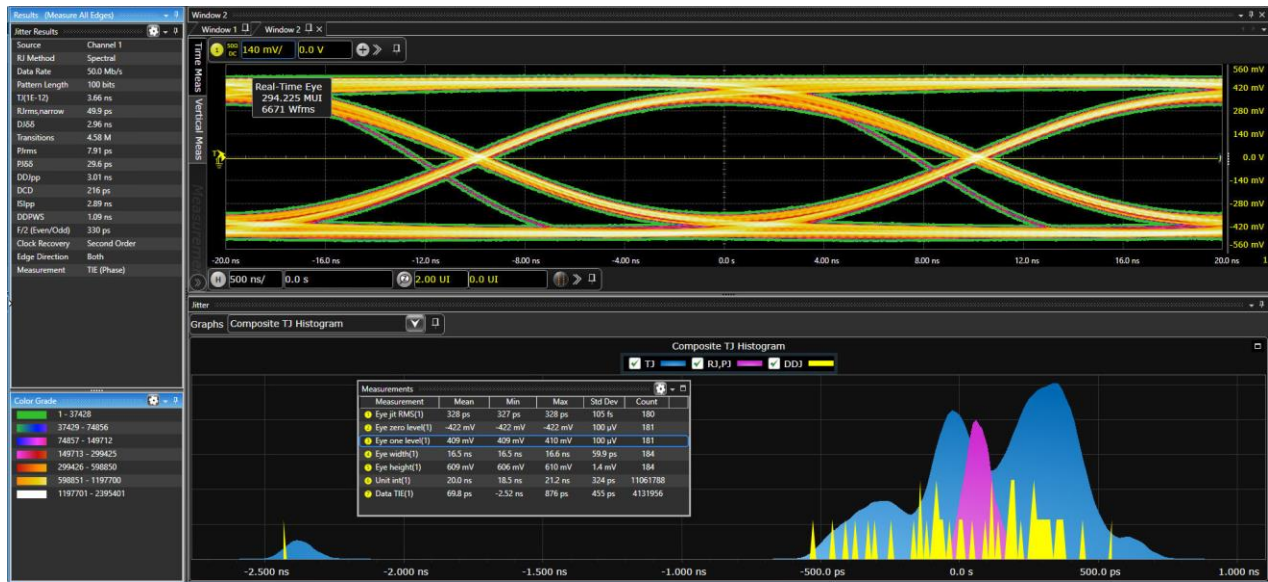 Results (Measure All Edges)
Jitter Results
Source Channel 1
RJ Method Spectral
Data Rate 50.0 Mb/s
Pattern Length 100 bits
TJ(1E-12) 3.66 ns
RJrms,narrow 49.9 ps
DJδδ 2.96 ns
Transitions 4.58 M
PJrms 7.91 ps
PJδδ 29.6 ps
DDJpp 3.01 ns
DCD 216 ps
ISIpp 2.89 ns
DDPWS 1.09 ns
F/2 (Even/Odd) 330 ps
Clock Recovery Second Order
Edge Direction Both
Measurement TIE (Phase)
Color Grade
1 - 37428
37429 - 74856
74857 - 149712
149713 - 299425
299426 - 598850
598851 - 1197700
1197701 - 2395401
Window 2
Window 1 Window 2
Time Meas
Vertical Meas
Measurement
1 50Ω DC 140 mV/ 0.0 V
Real-Time Eye
294.225 MUI
6671 Wfms
560 mV
420 mV
280 mV
140 mV
0.0 V
-140 mV
-280 mV
-420 mV
-560 mV
-20.0 ns -16.0 ns -12.0 ns -8.00 ns -4.00 ns 0.0 s 4.00 ns 8.00 ns 12.0 ns 16.0 ns 20.0 ns
H 500 ns/ 0.0 s 2.00 UI 0.0 UI
Jitter
Graphs Composite TJ Histogram
Composite TJ Histogram
TJ RJ,PJ DDJ
Measurements
Measurement Mean Min Max Std Dev Count
1 Eye jit RMS(1) 328 ps 327 ps 328 ps 105 fs 180
2 Eye zero level(1) -422 mV -422 mV -422 mV 100 µV 181
3 Eye one level(1) 409 mV 409 mV 410 mV 100 µV 181
4 Eye width(1) 16.5 ns 16.5 ns 16.6 ns 59.9 ps 184
5 Eye height(1) 609 mV 606 mV 610 mV 1.4 mV 184
6 Unit int(1) 20.0 ns 18.5 ns 21.2 ns 324 ps 11061788
7 Data TIE(1) 69.8 ps -2.52 ns 876 ps 455 ps 4131956
-2.500 ns -2.000 ns -1.500 ns -1.000 ns -500.0 ps 0.0 s 500.0 ps 1.000 ns